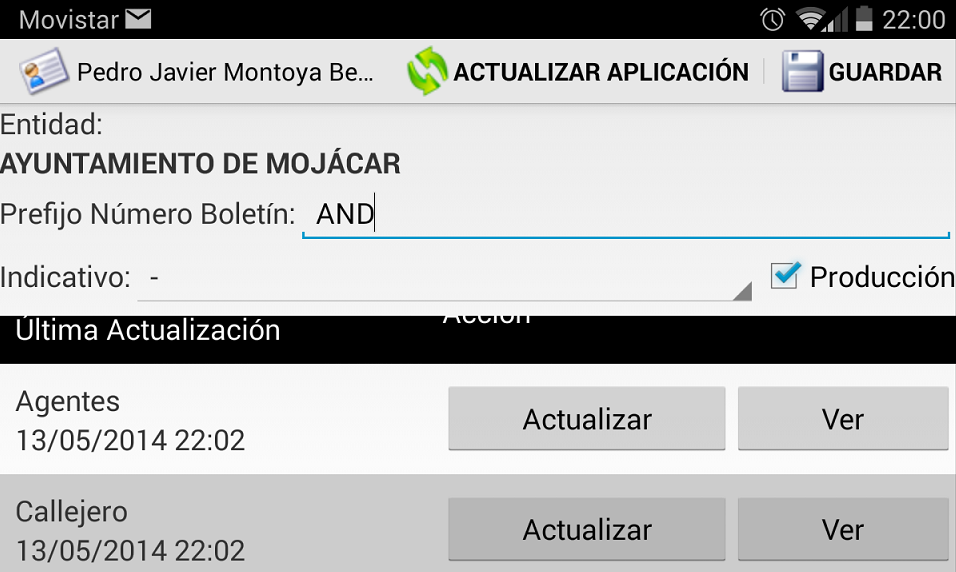 Movistar 22:00
Pedro Javier Montoya Be... ACTUALIZAR APLICACIÓN GUARDAR
Entidad:
AYUNTAMIENTO DE MOJÁCAR
Prefijo Número Boletín: AND
Indicativo: - Producción
Última Actualización Acción
Agentes
13/05/2014 22:02 Actualizar Ver
Callejero
13/05/2014 22:02 Actualizar Ver